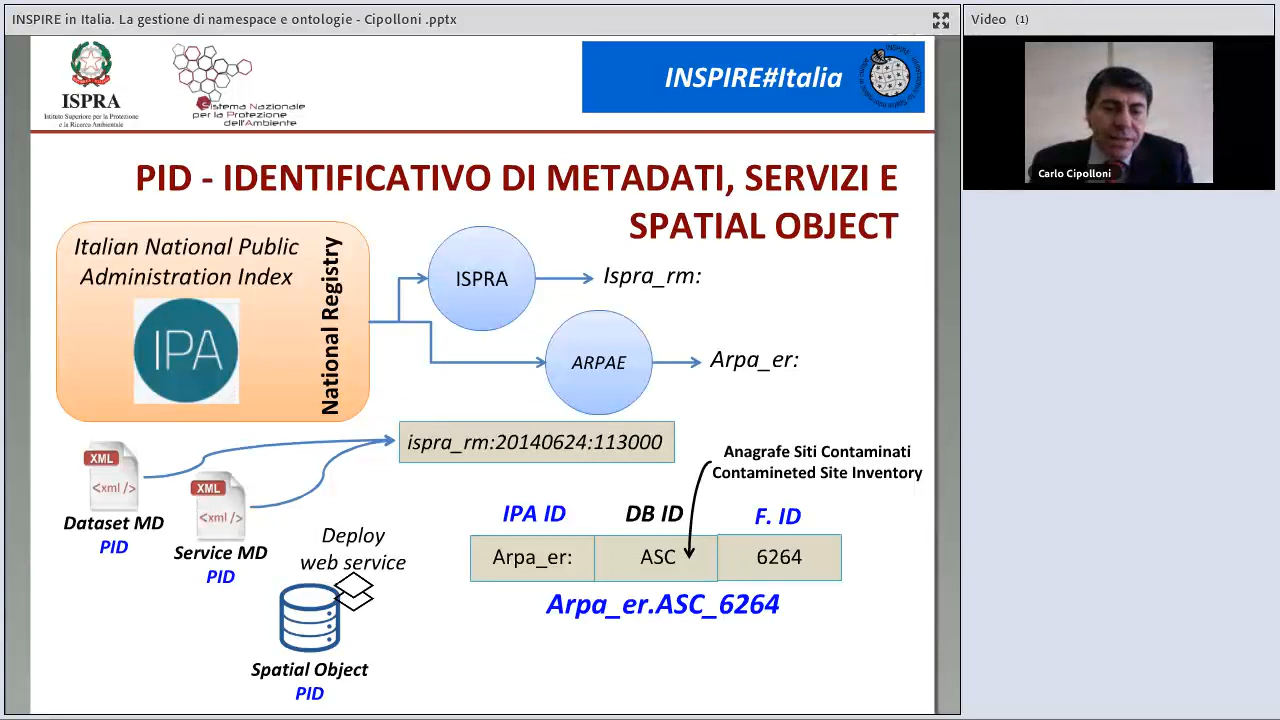 INSPIRE in Italia. La gestione di namespace e ontologie - Cipolloni .pptx
Video (1)
ISPRA
Istituto Superiore per la Protezione
e la Ricerca Ambientale
Sistema Nazionale
per la Protezione
dell'Ambiente
INSPIRE#Italia
INSPIRE
Carlo Cipolloni
PID - IDENTIFICATIVO DI METADATI, SERVIZI E
SPATIAL OBJECT
Italian National Public
Administration Index
National Registry
IPA
ISPRA
Ispra_rm:
ARPAE
Arpa_er:
ispra_rm:20140624:113000
XML
<xml />
Dataset MD
PID
XML
<xml />
Service MD
PID
Deploy
web service
Spatial Object
PID
Anagrafe Siti Contaminati
Contamineted Site Inventory
IPA ID DB ID F. ID
Arpa_er: ASC 6264
Arpa_er.ASC_6264